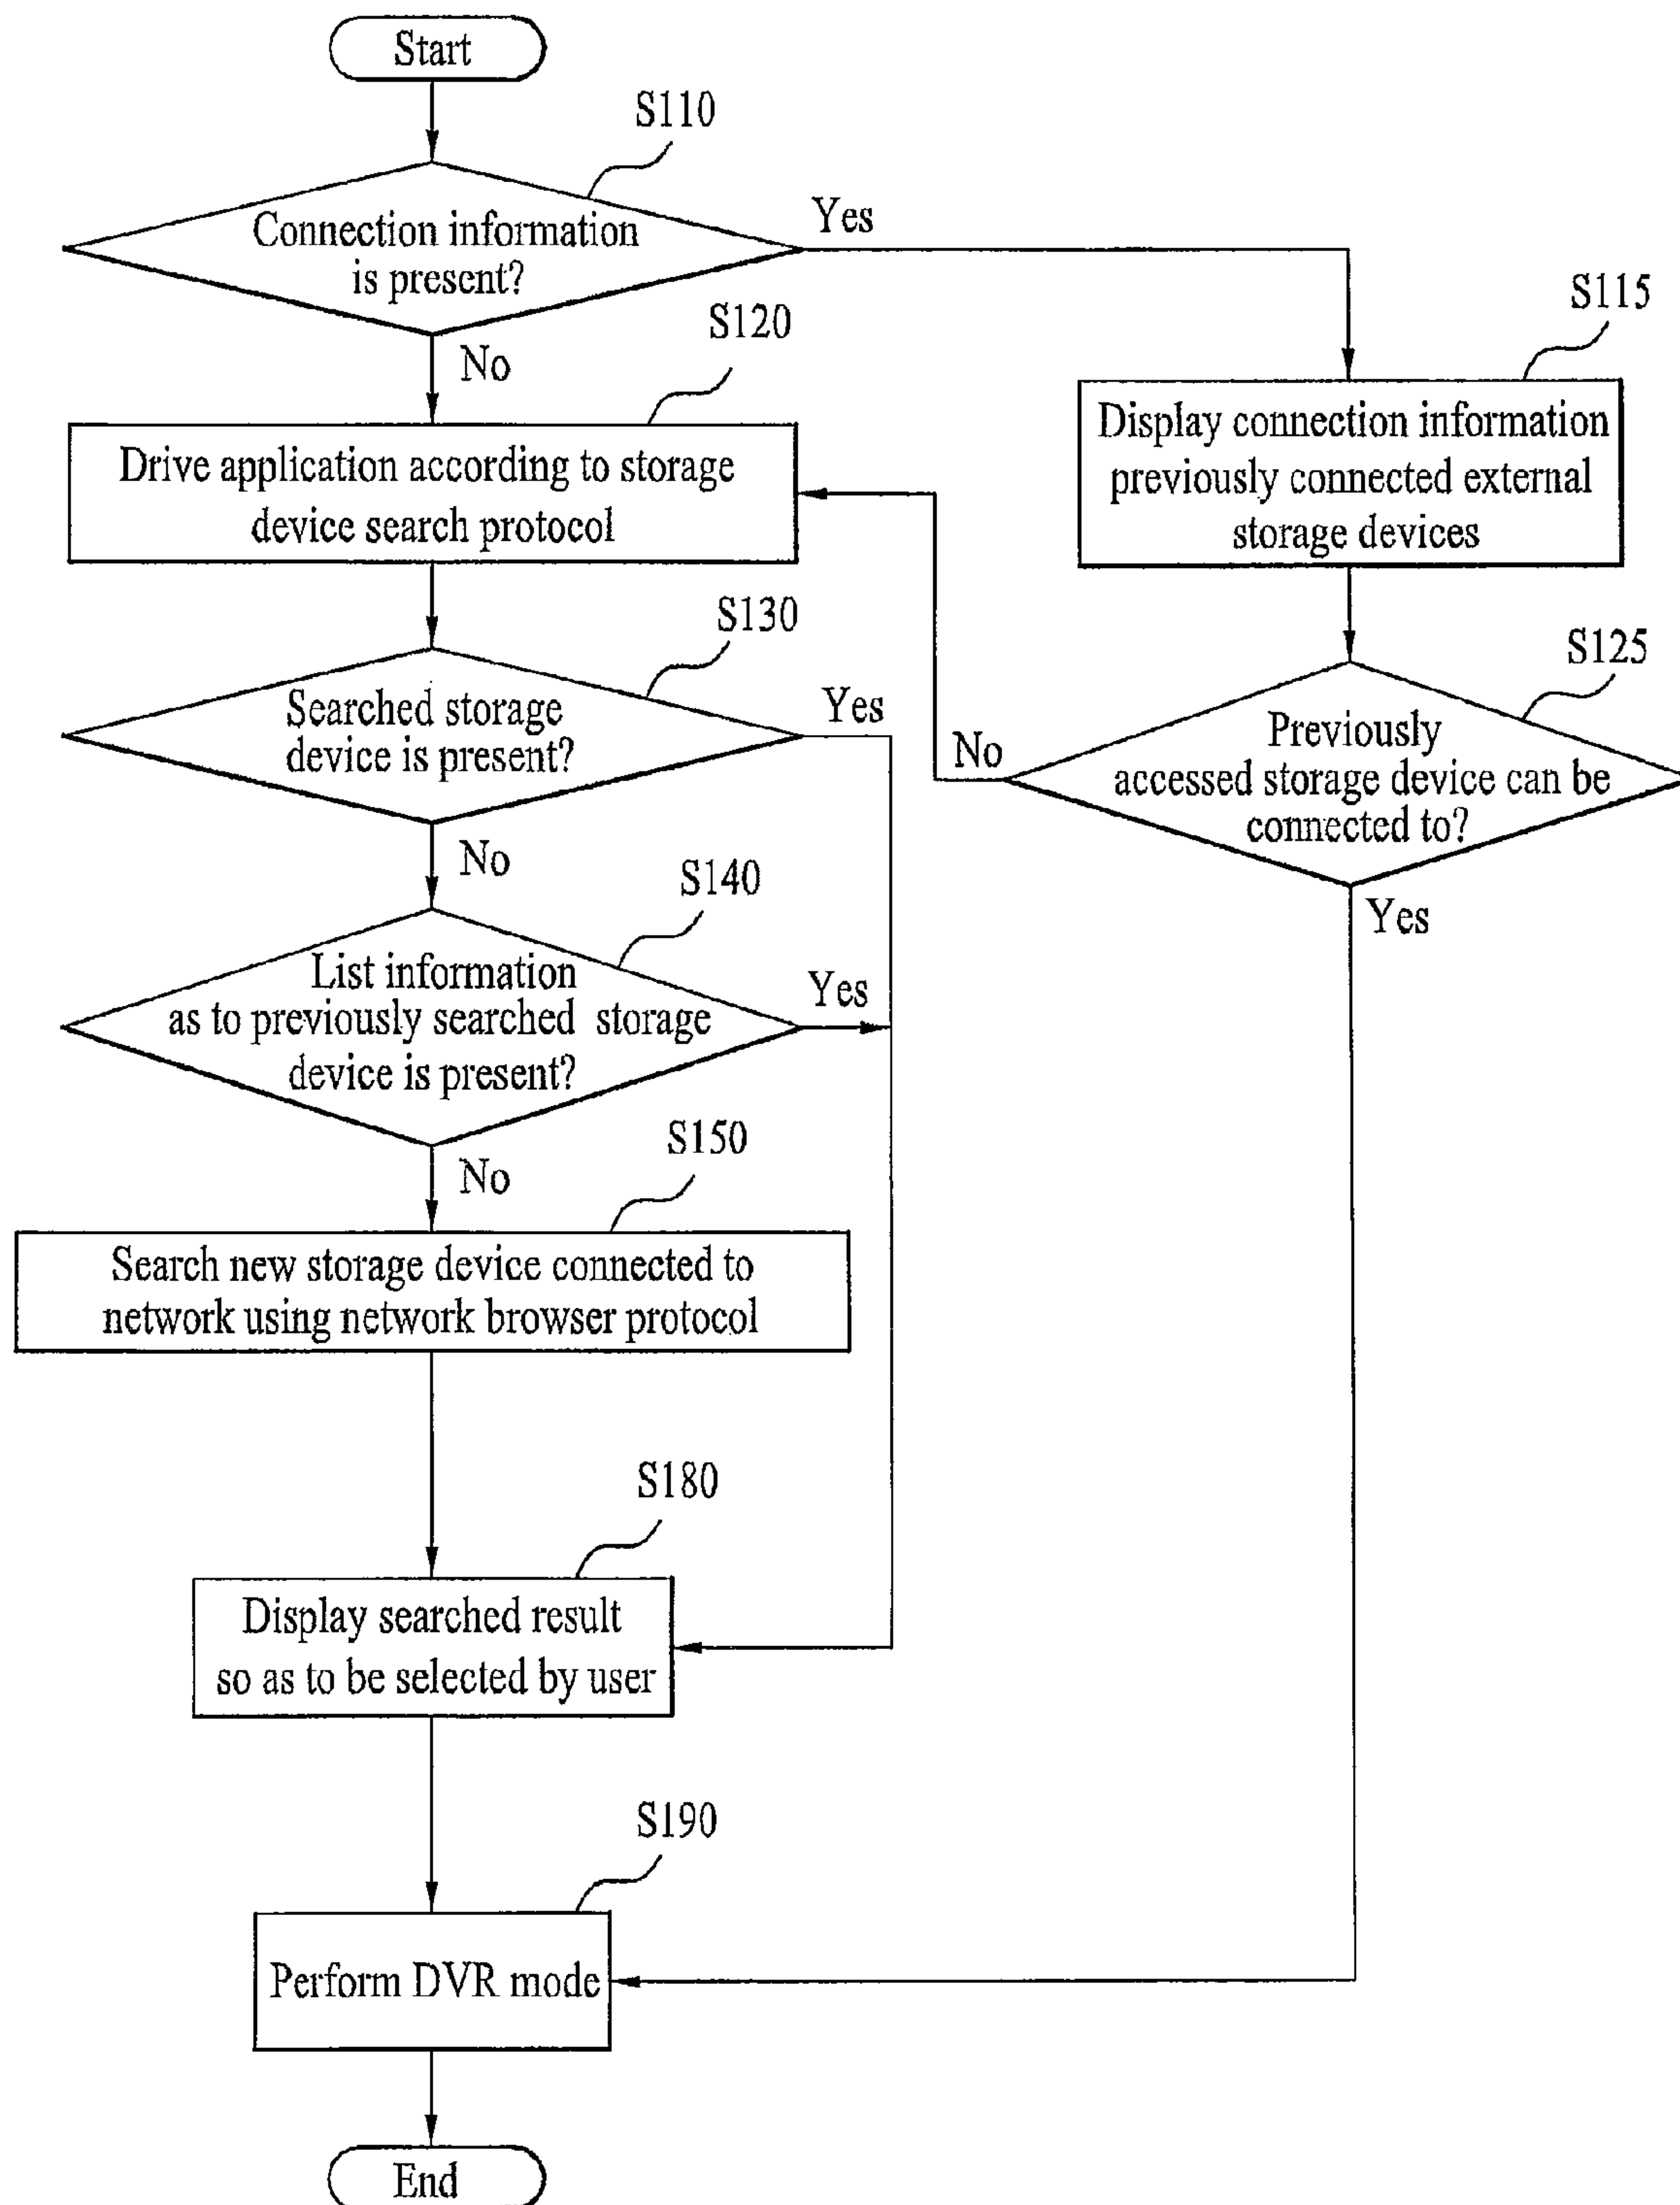 Start
S110
Connection information
is present?
Yes
No
S115
Display connection information
previously connected external
storage devices
S120
Drive application according to storage
device search protocol
S125
Previously
accessed storage device can be
connected to?
No
Yes
S130
Searched storage
device is present?
Yes
No
S140
List information
as to previously searched storage
device is present?
Yes
No
S150
Search new storage device connected to
network using network browser protocol
S180
Display searched result
so as to be selected by user
S190
Perform DVR mode
End